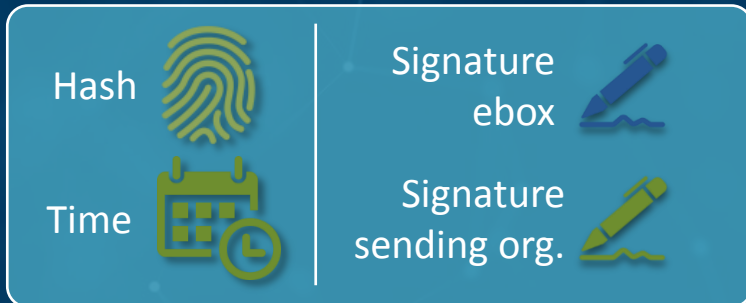 Hash
Time
Signature
ebox
Signature
sending org.